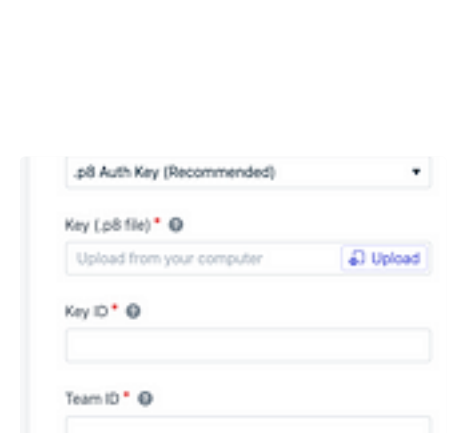 .p8 Auth Key (Recommended)
Key (.p8 file) *
Upload from your computer Upload
Key ID *
Team ID *